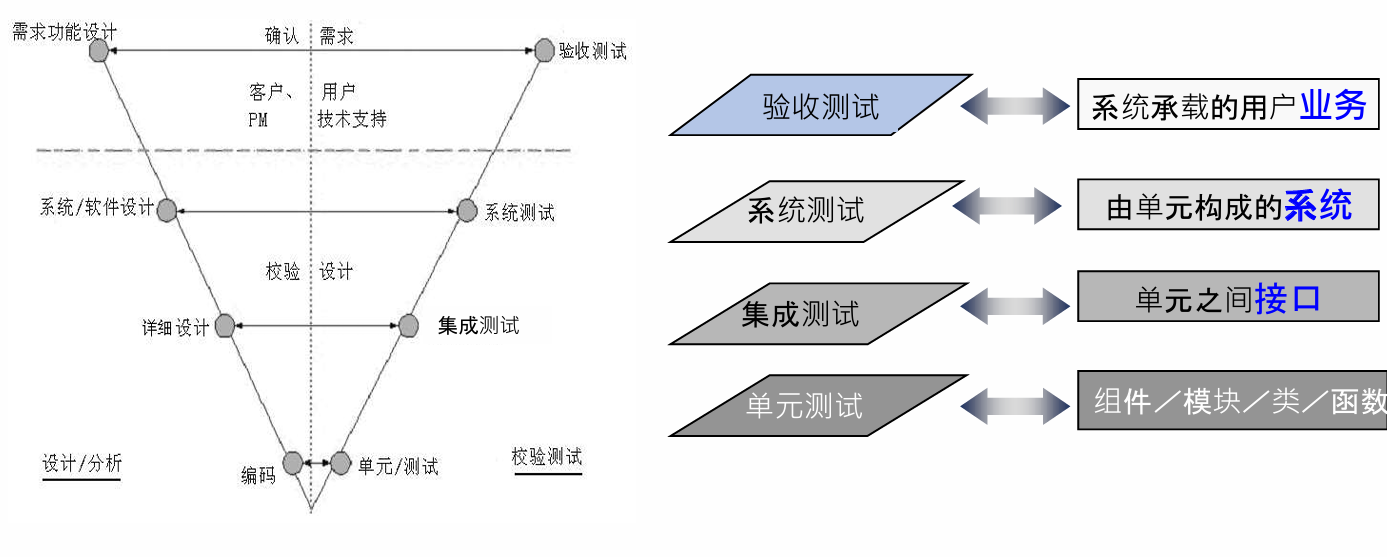 需求功能设计
确认 需求
验收测试
客户、 用户
PM 技术支持
系统/软件设计
系统测试
校验 设计
详细设计
集成测试
设计/分析
编码
单元/测试
校验测试
验收测试
系统承载的用户业务
系统测试
由单元构成的系统
集成测试
单元之间接口
单元测试
组件／模块／类／函数